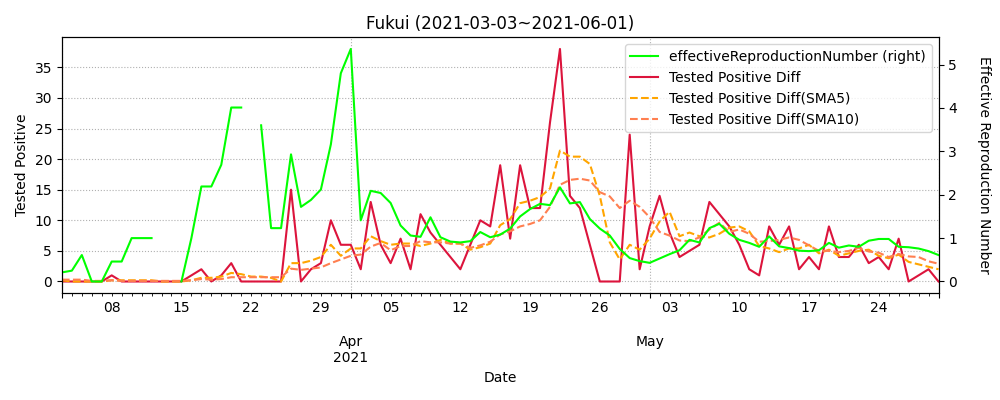 Fukui (2021-03-03~2021-06-01)
effectiveReproductionNumber (right)
Tested Positive Diff
Tested Positive Diff(SMA5)
Tested Positive Diff(SMA10)
Tested Positive
35
30
25
20
15
10
5
0
Effective Reproduction Number
5
4
3
2
1
0
08 15 22 29 05 12 19 26 03 10 17 24
Apr May
2021
Date